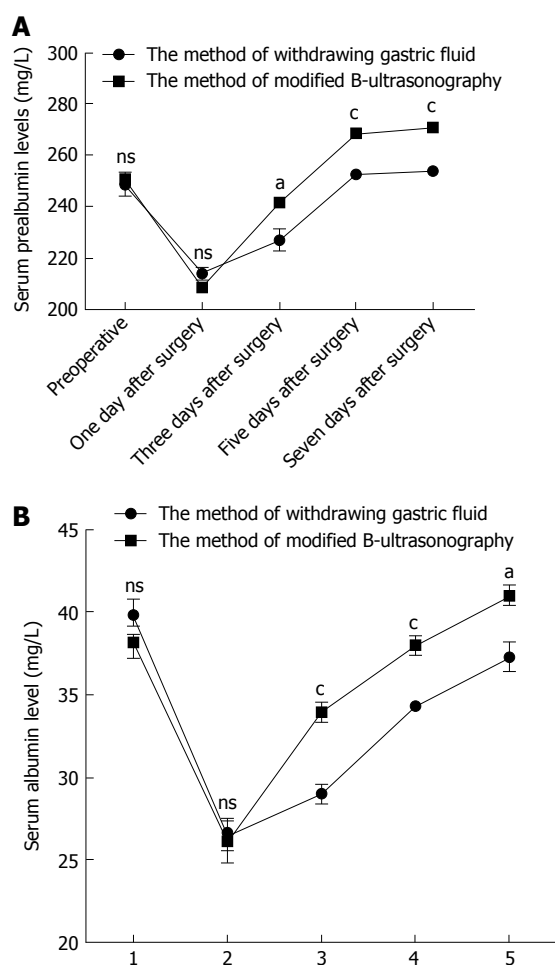 A
The method of withdrawing gastric fluid
The method of modified B-ultrasonography
Serum prealbumin levels (mg/L)
300
280
260
240
220
200
ns
ns
a
c
c
Preoperative
One day after surgery
Three days after surgery
Five days after surgery
Seven days after surgery
B
The method of withdrawing gastric fluid
The method of modified B-ultrasonography
Serum albumin level (mg/L)
45
40
35
30
25
20
ns
ns
c
c
a
1 2 3 4 5